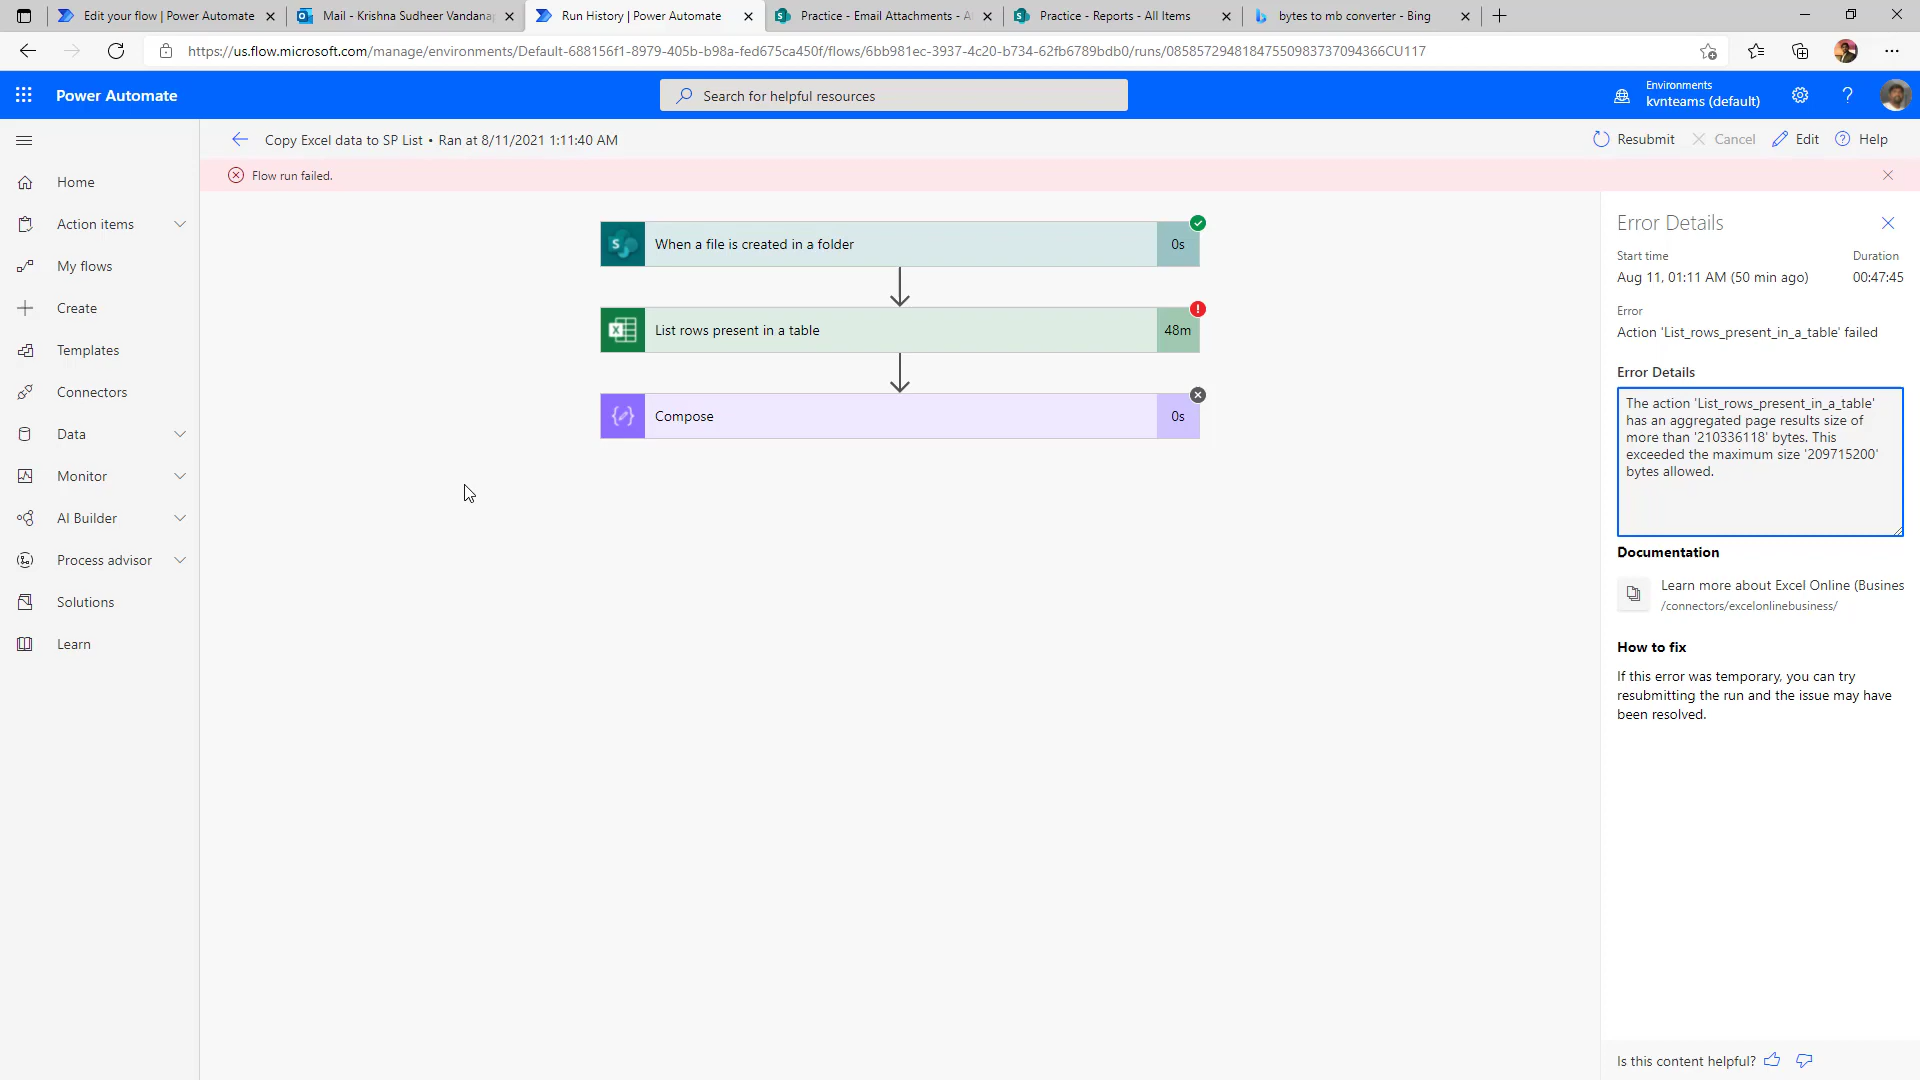 Edit your flow | Power Automate
Mail - Krishna Sudheer Vandana
Run History | Power Automate
Practice - Email Attachments - A
Practice - Reports - All Items
bytes to mb converter - Bing
https://us.flow.microsoft.com/manage/environments/Default-688156f1-8979-405b-b98a-fed675ca450f/flows/6bb981ec-3937-4c20-b734-62fb6789bdb0/runs/08585729481847550983737094366CU117
Power Automate
Search for helpful resources
Environments
kvnteams (default)
Copy Excel data to SP List • Ran at 8/11/2021 1:11:40 AM
Resubmit
Cancel
Edit
Help
Flow run failed.
Home
Action items
My flows
Create
Templates
Connectors
Data
Monitor
AI Builder
Process advisor
Solutions
Learn
When a file is created in a folder
0s
List rows present in a table
48m
Compose
0s
Error Details
Start time
Duration
Aug 11, 01:11 AM (50 min ago)
00:47:45
Error
Action 'List_rows_present_in_a_table' failed
Error Details
The action 'List_rows_present_in_a_table'
has an aggregated page results size of
more than '210336118' bytes. This
exceeded the maximum size '209715200'
bytes allowed.
Documentation
Learn more about Excel Online (Busines
/connectors/excelonlinebusiness/
How to fix
If this error was temporary, you can try
resubmitting the run and the issue may have
been resolved.
Is this content helpful?